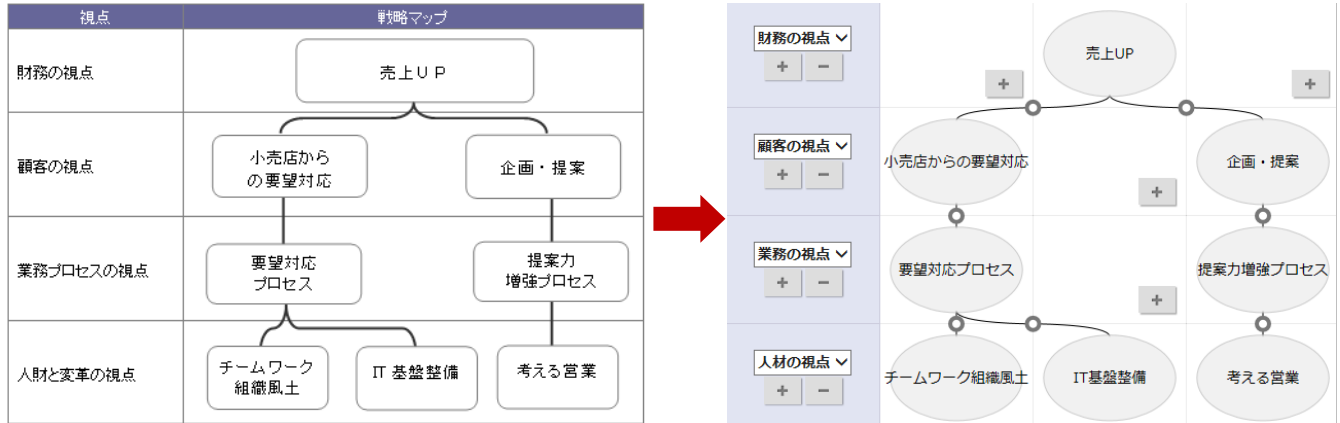 視点
戦略マップ
財務の視点
売上UP
顧客の視点
小売店から
の要望対応
企画・提案
業務プロセスの視点
要望対応
プロセス
提案力
増強プロセス
人財と変革の視点
チームワーク
組織風土
IT 基盤整備
考える営業
財務の視点
+ −
売上UP
+
+
顧客の視点
+ −
小売店からの要望対応
企画・提案
+
業務の視点
+ −
要望対応プロセス
提案力増強プロセス
+
人材の視点
+ −
チームワーク組織風土
IT基盤整備
考える営業